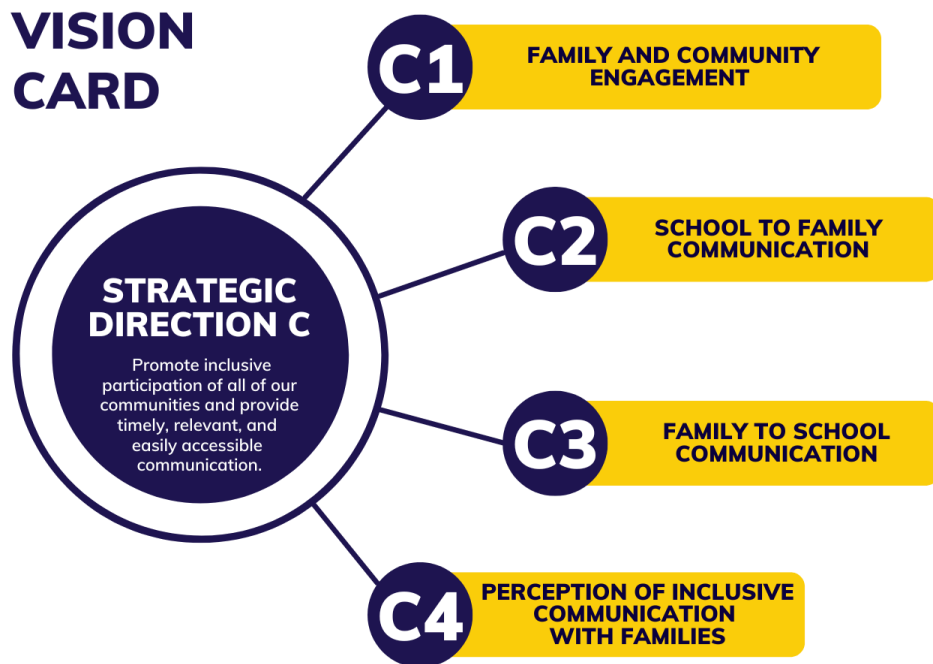 VISION
CARD
C1
FAMILY AND COMMUNITY
ENGAGEMENT
C2
SCHOOL TO FAMILY
COMMUNICATION
STRATEGIC
DIRECTION C
Promote inclusive
participation of all of our
communities and provide
timely, relevant, and
easily accessible
communication.
C3
FAMILY TO SCHOOL
COMMUNICATION
C4
PERCEPTION OF INCLUSIVE
COMMUNICATION
WITH FAMILIES